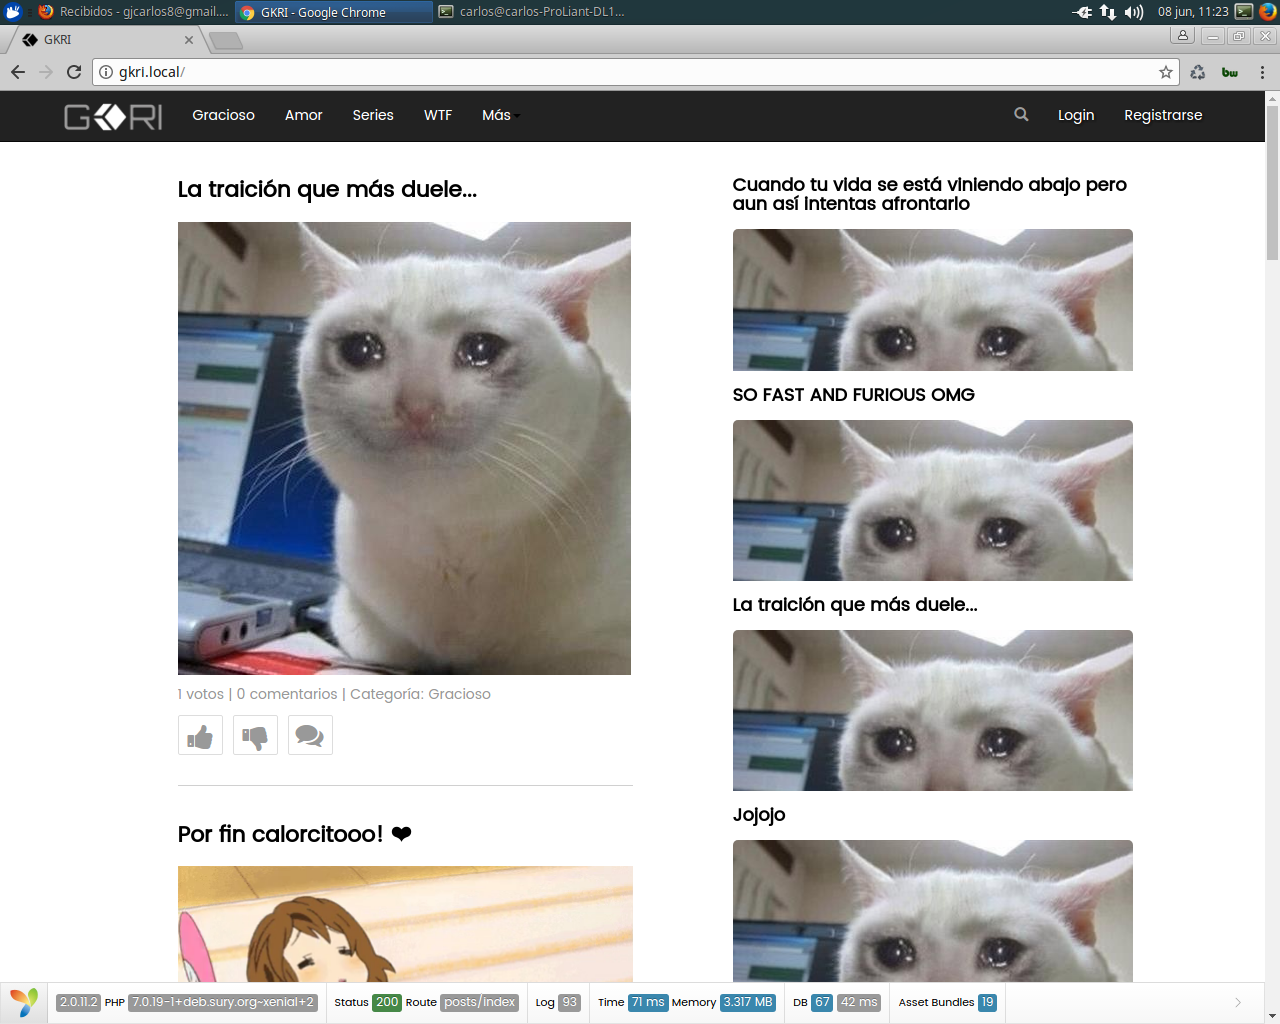 Recibidos - gjcarlos8@gmail....
GKRI - Google Chrome
carlos@carlos-ProLiant-DL1...
08 jun, 11:23
GKRI
gkri.local/
bw
GKRI
Gracioso
Amor
Series
WTF
Más
Login
Registrarse
La traición que más duele...
1 votos | 0 comentarios | Categoría: Gracioso
Por fin calorcitooo! ❤
Cuando tu vida se está viniendo abajo pero
aun así intentas afrontarlo
SO FAST AND FURIOUS OMG
La traición que más duele...
Jojojo
2.0.11.2 PHP 7.0.19-1+deb.sury.org~xenial+2 Status 200 Route posts/index Log 93 Time 71 ms Memory 3.317 MB DB 67 42 ms Asset Bundles 19